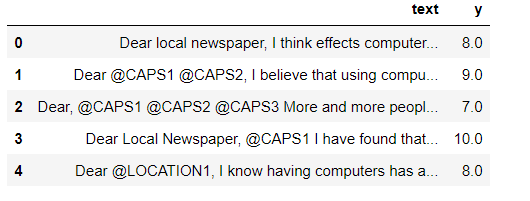 text y
0 Dear local newspaper, I think effects computer... 8.0
1 Dear @CAPS1 @CAPS2, I believe that using compu... 9.0
2 Dear, @CAPS1 @CAPS2 @CAPS3 More and more peopl... 7.0
3 Dear Local Newspaper, @CAPS1 I have found that... 10.0
4 Dear @LOCATION1, I know having computers has a... 8.0